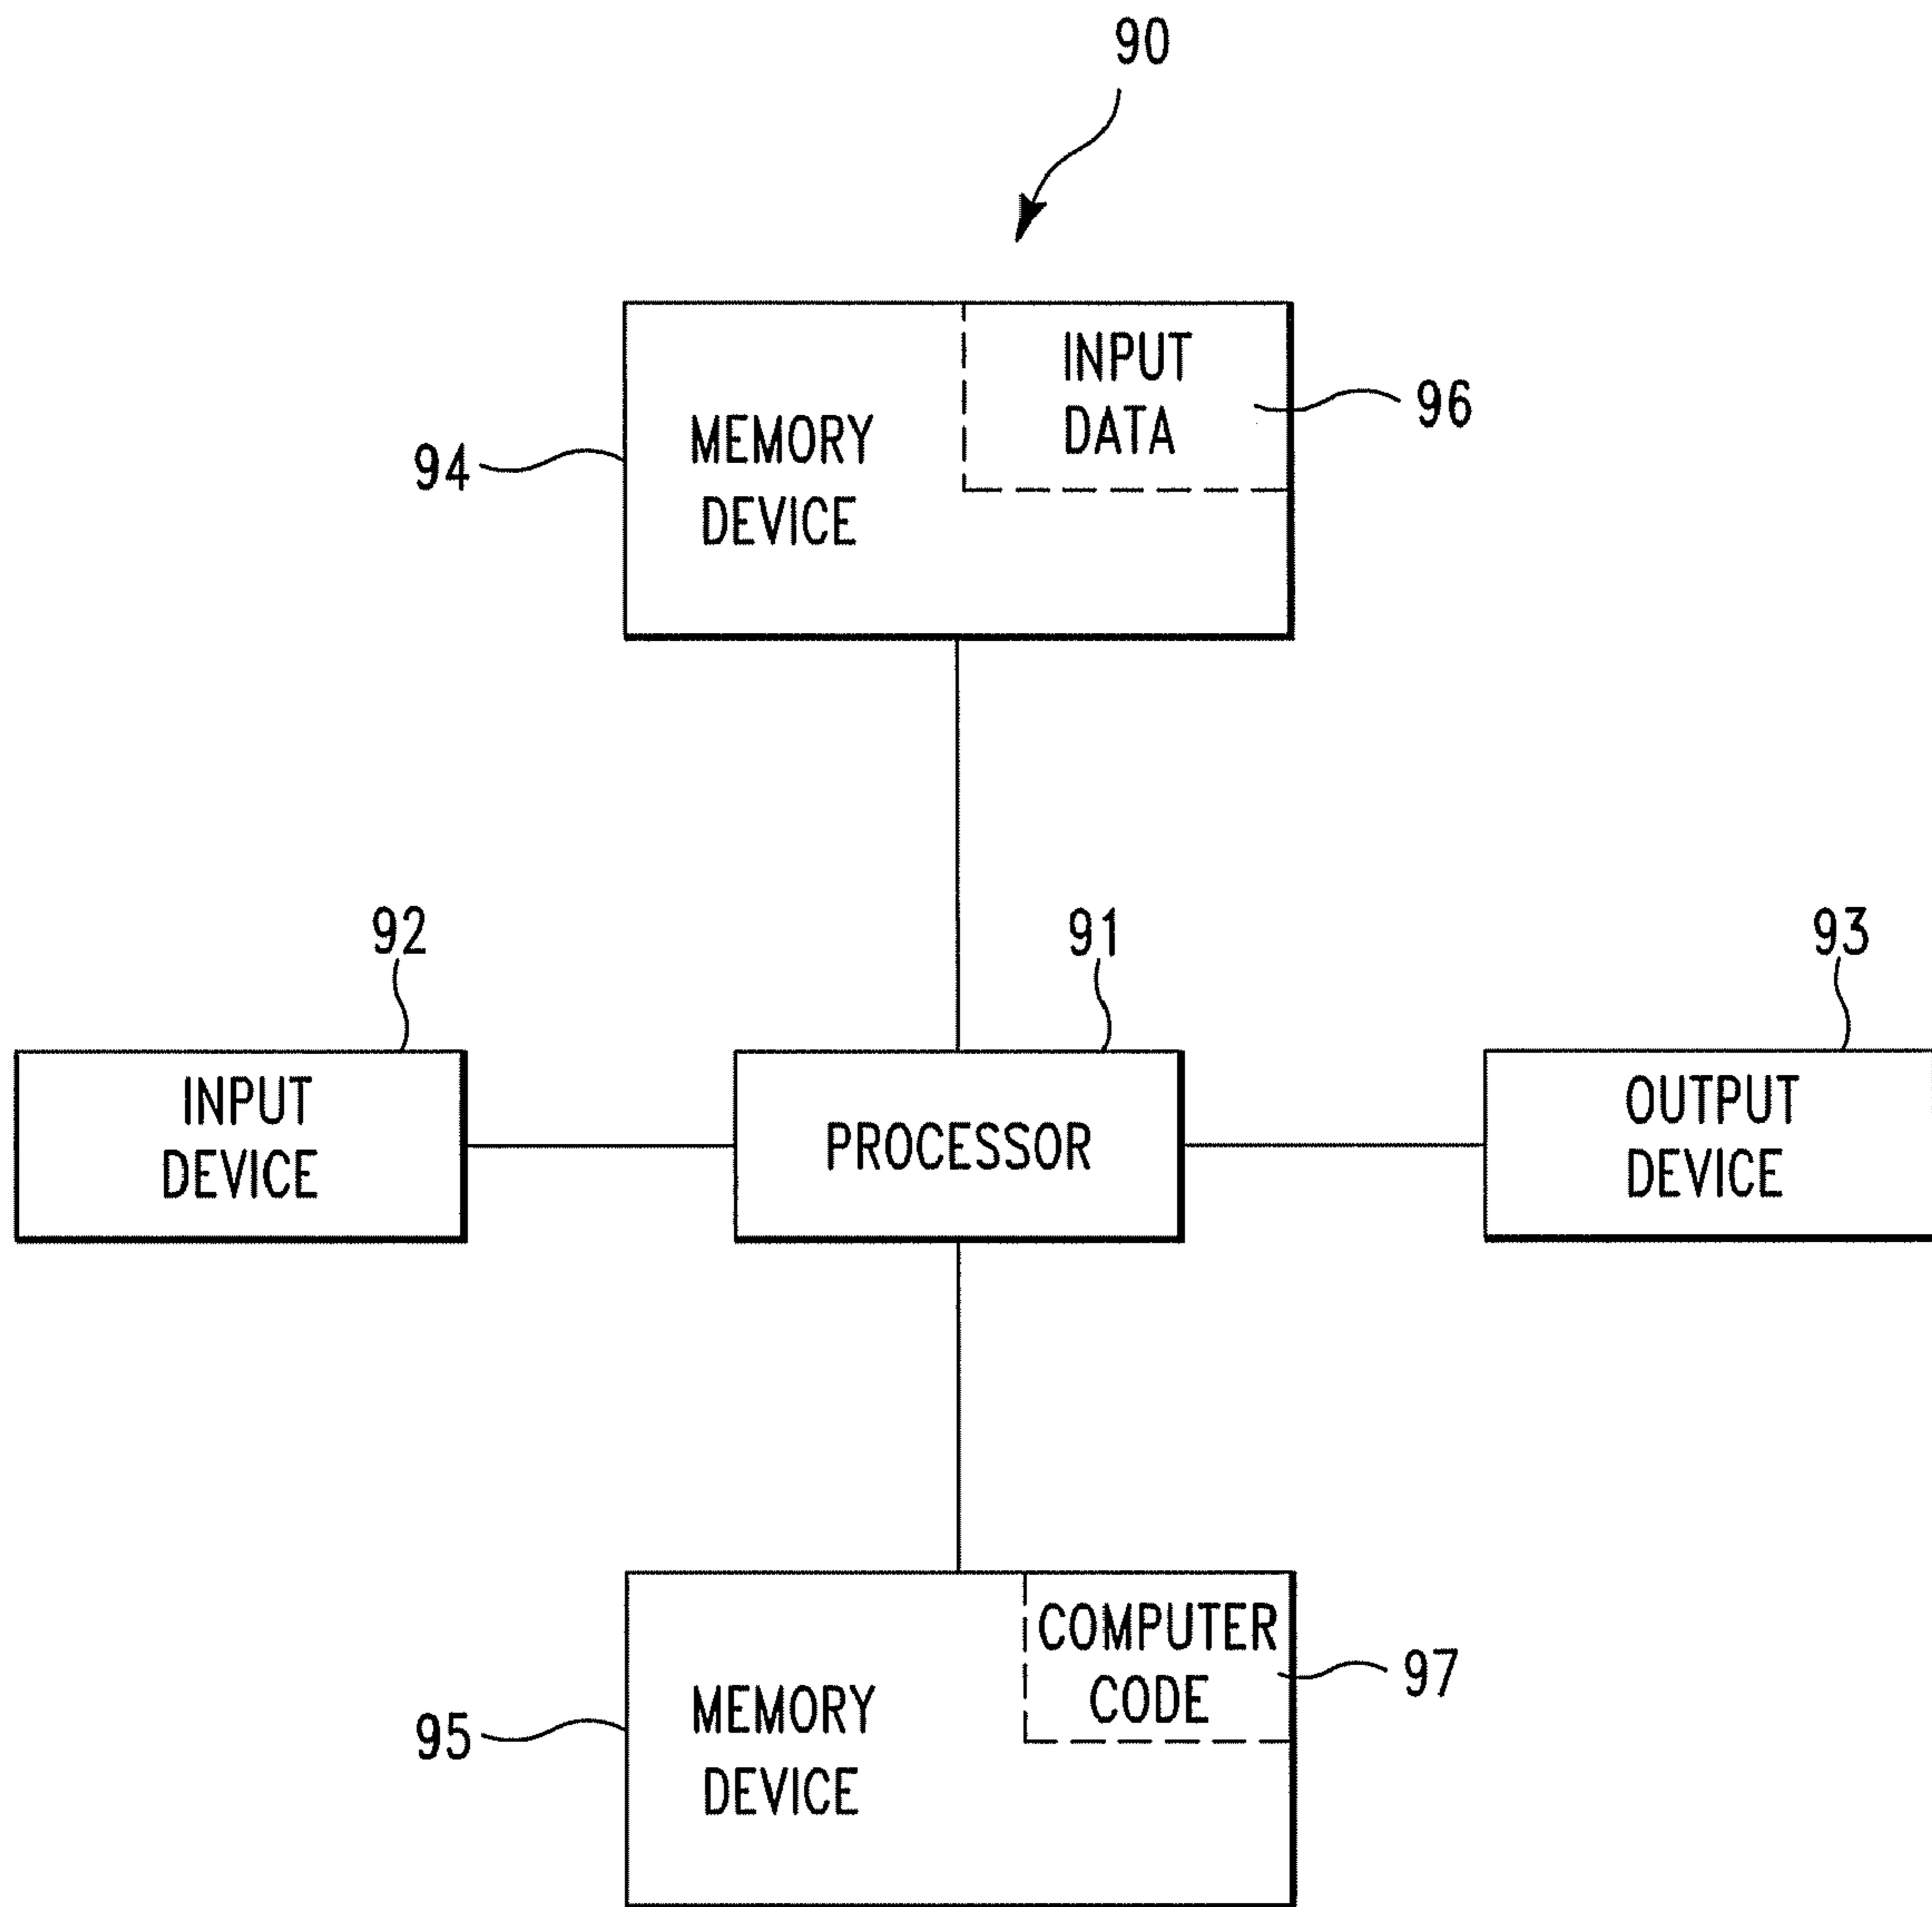 90
INPUT
DATA
96
94
MEMORY
DEVICE
92
91
93
INPUT
DEVICE
PROCESSOR
OUTPUT
DEVICE
COMPUTER
CODE
97
95
MEMORY
DEVICE